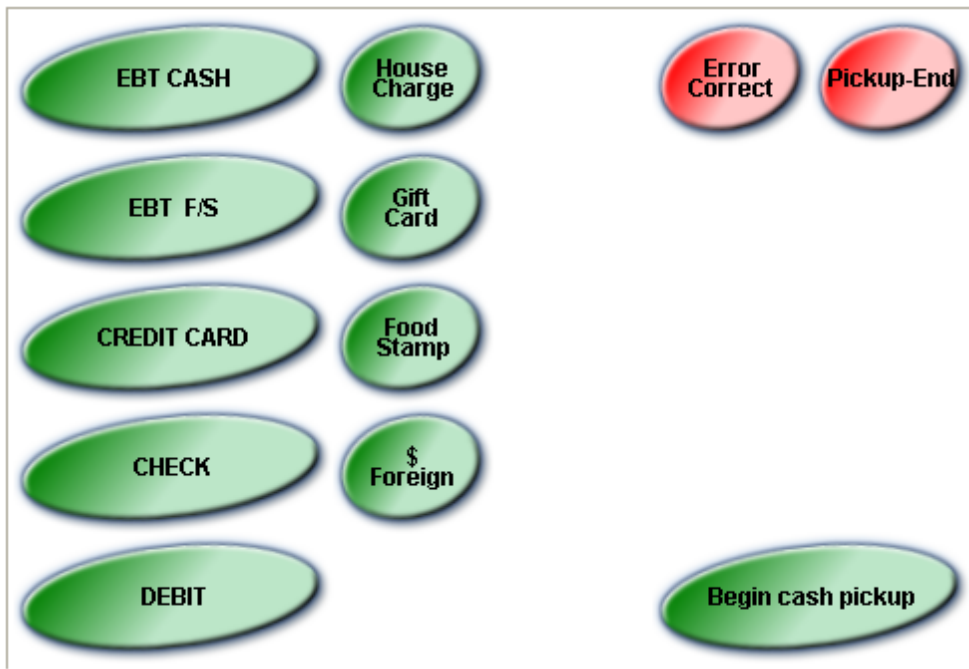 EBT CASH
House
Charge
Error
Correct
Pickup-End
EBT F/S
Gift
Card
CREDIT CARD
Food
Stamp
CHECK
$
Foreign
DEBIT
Begin cash pickup